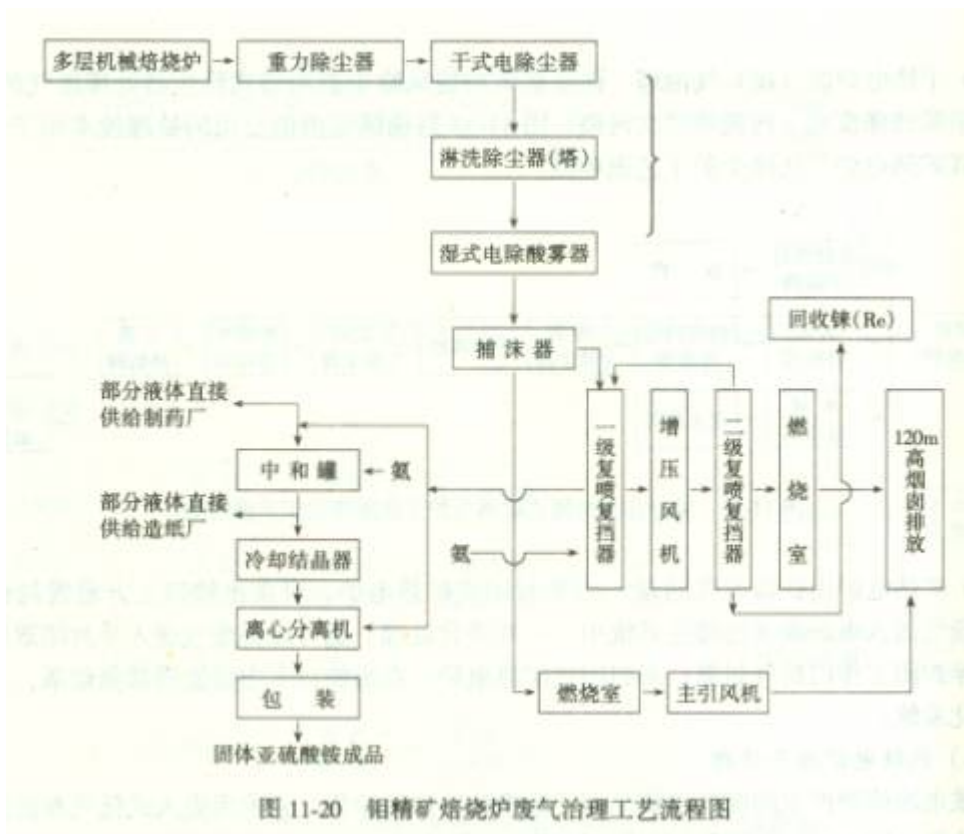 多层机械焙烧炉
重力除尘器
干式电除尘器
淋洗除尘器(塔)
湿式电除酸雾器
回收铼(Re)
捕沫器
部分液体直接
供给制药厂
中和罐
氨
部分液体直接
供给造纸厂
冷却结晶器
氨
离心分离机
包装
固体亚硫酸铵成品
一级复喷复挡器
增压风机
二级复喷复挡器
燃烧室
120m高烟囱排放
燃烧室
主引风机
图 11-20 钼精矿焙烧炉废气治理工艺流程图